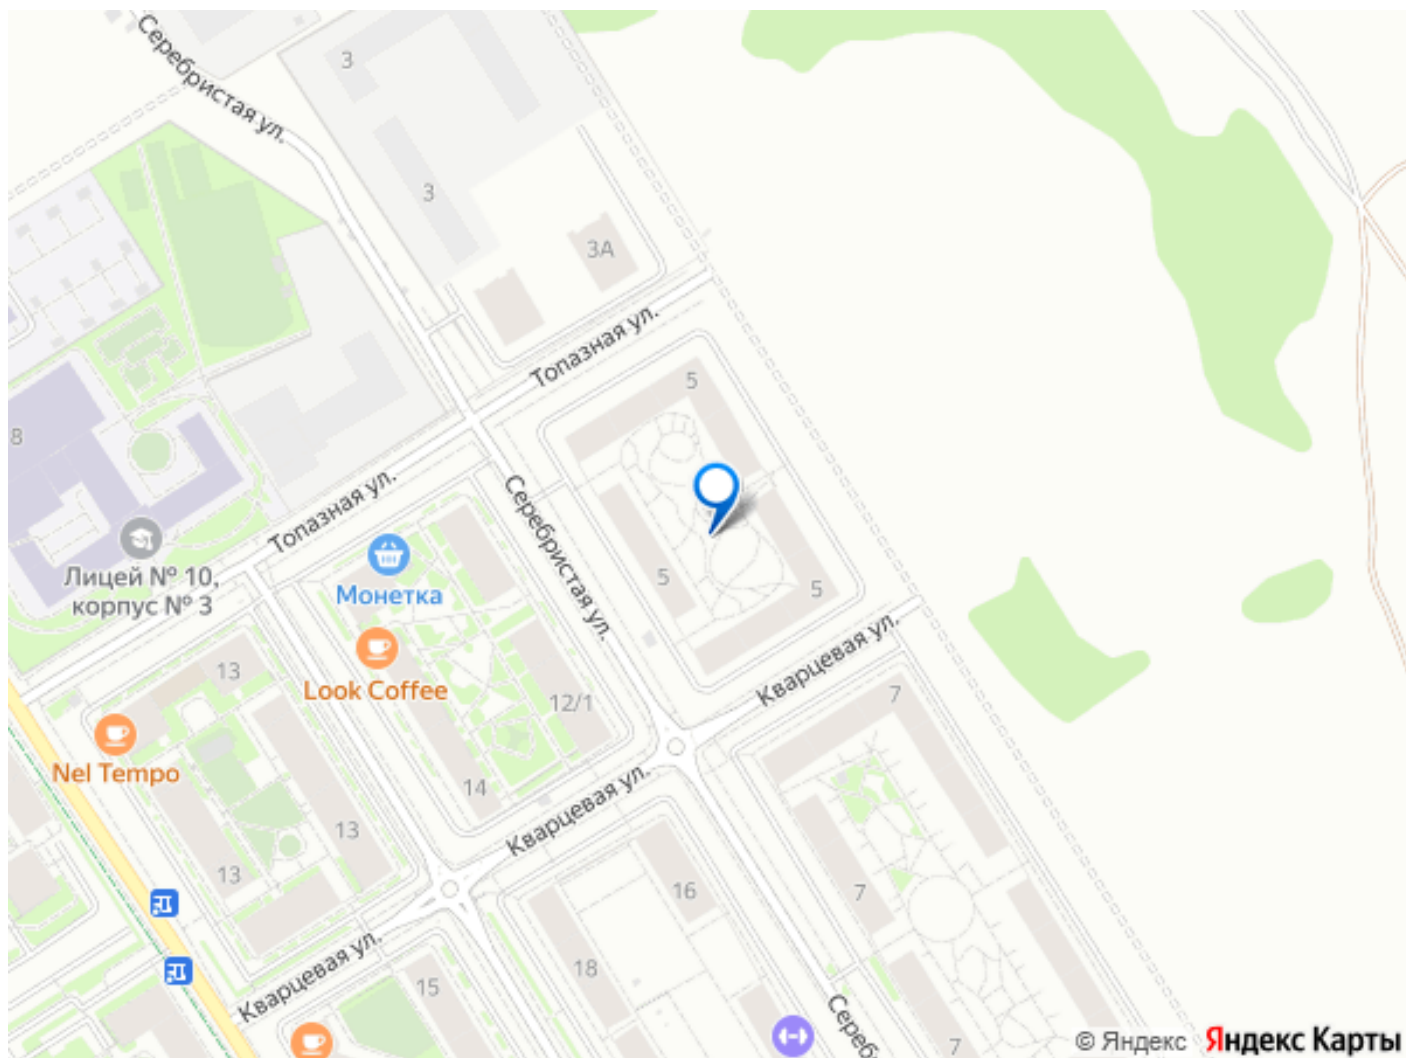 Серебристая ул.
3
3
3А
Топазная ул.
5
8
Топазная ул.
Серебристая ул.
Лицей № 10,
корпус № 3
Монетка
5
5
Look Coffee
Кварцевая ул.
13
12/1
7
Nel Tempo
14
Кварцевая ул.
13
13
16
7
Кварцевая ул.
18
15
Сереб
7
© Яндекс Яндекс Карты